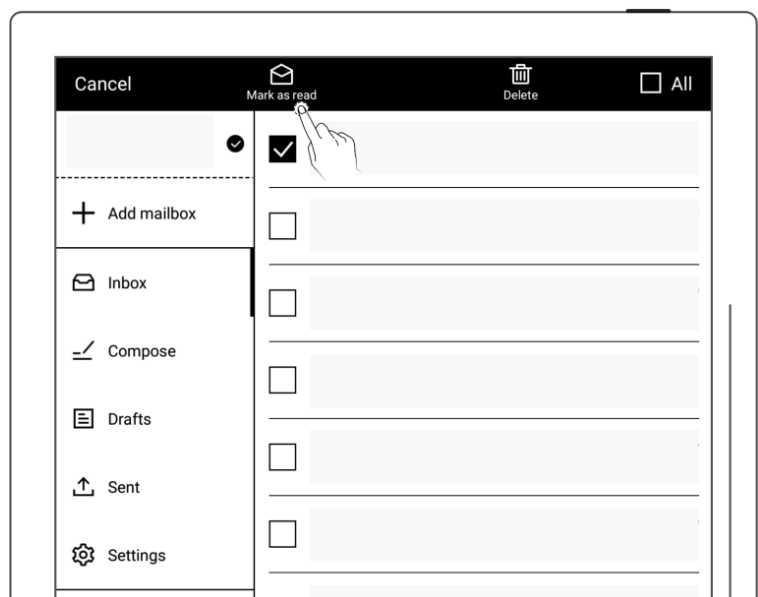 Cancel
Mark as read
Delete
All
Add mailbox
Inbox
Compose
Drafts
Sent
Settings